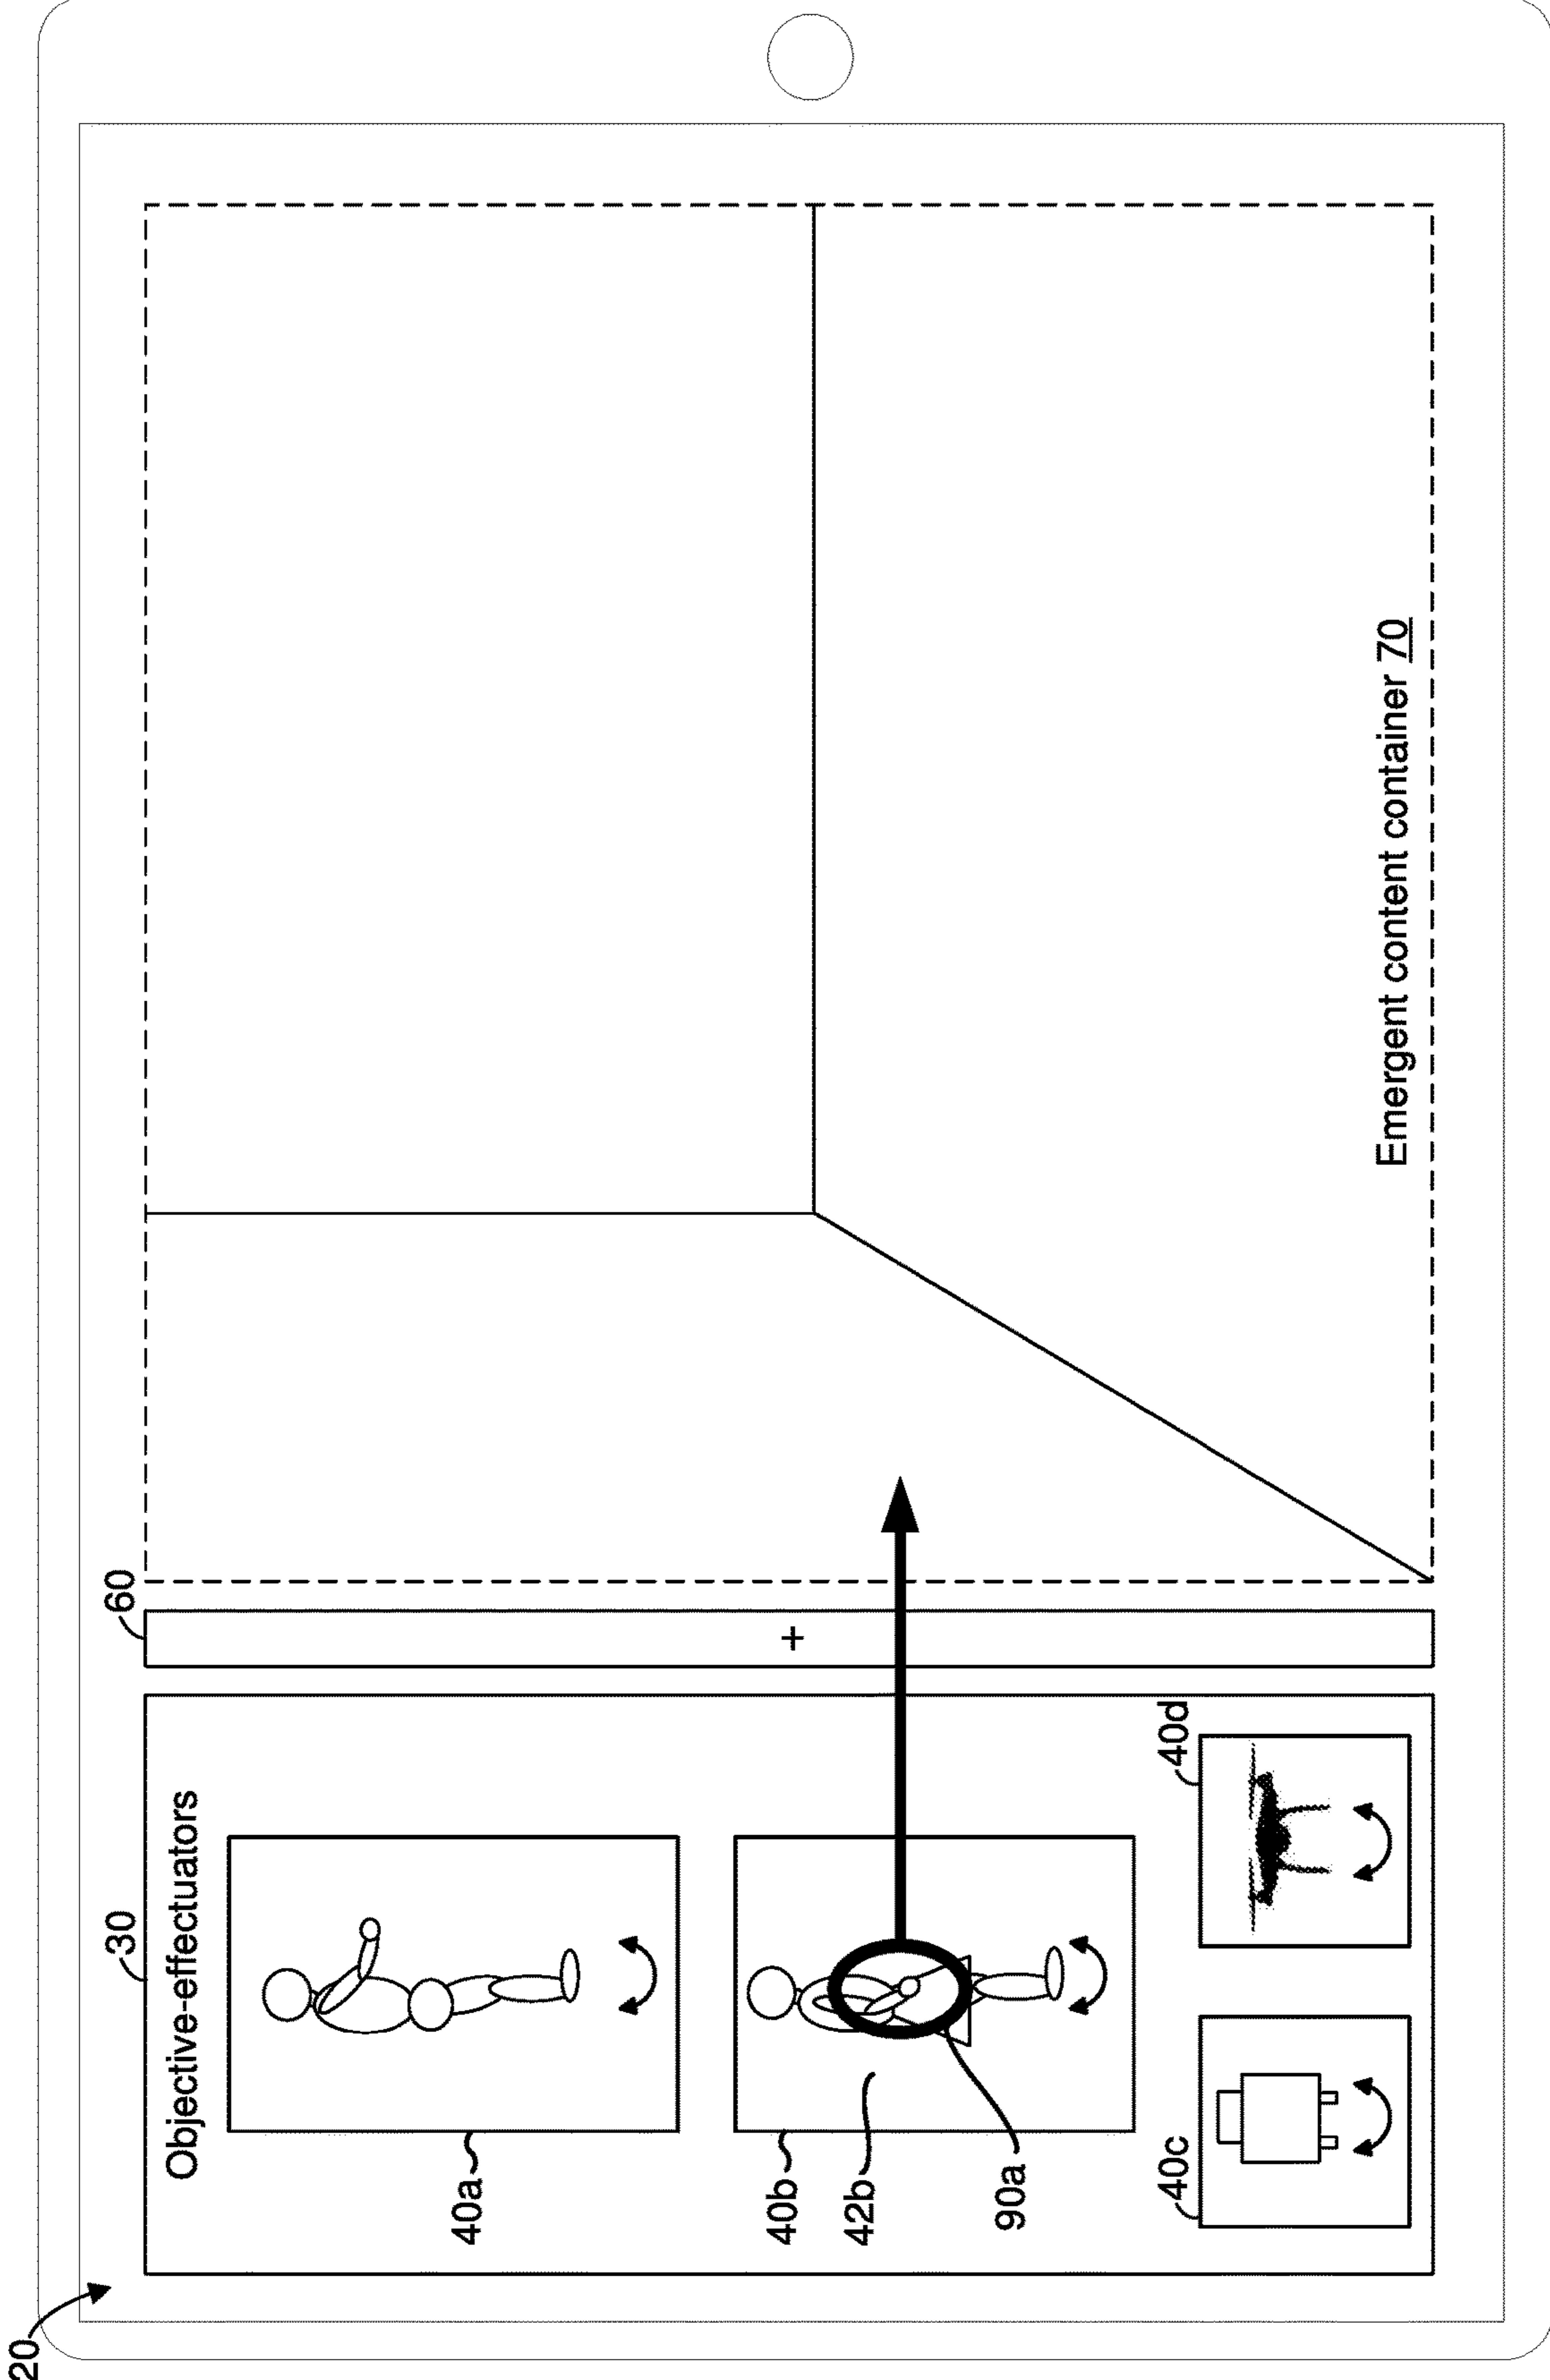 20
30
60
Objective-effectuators
+
40a
40b
42b
90a
40c
40d
Emergent content container 70